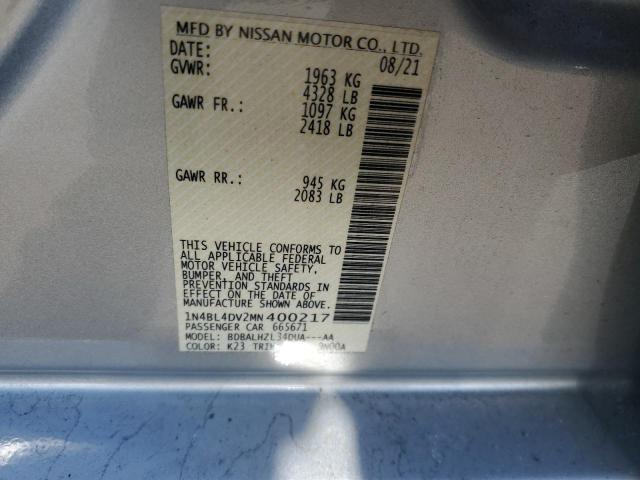 MFD BY NISSAN MOTOR CO., LTD.
DATE: 08/21
GVWR: 1963 KG
4328 LB
GAWR FR.: 1097 KG
2418 LB
GAWR RR.: 945 KG
2083 LB
THIS VEHICLE CONFORMS TO
ALL APPLICABLE FEDERAL
MOTOR VEHICLE SAFETY,
BUMPER, AND THEFT
PREVENTION STANDARDS IN
EFFECT ON THE DATE OF
MANUFACTURE SHOWN ABOVE.
1N4BL4DV2MN400217
PASSENGER CAR 665671
MODEL: BDBALHZL34DUA---AA
COLOR: K23